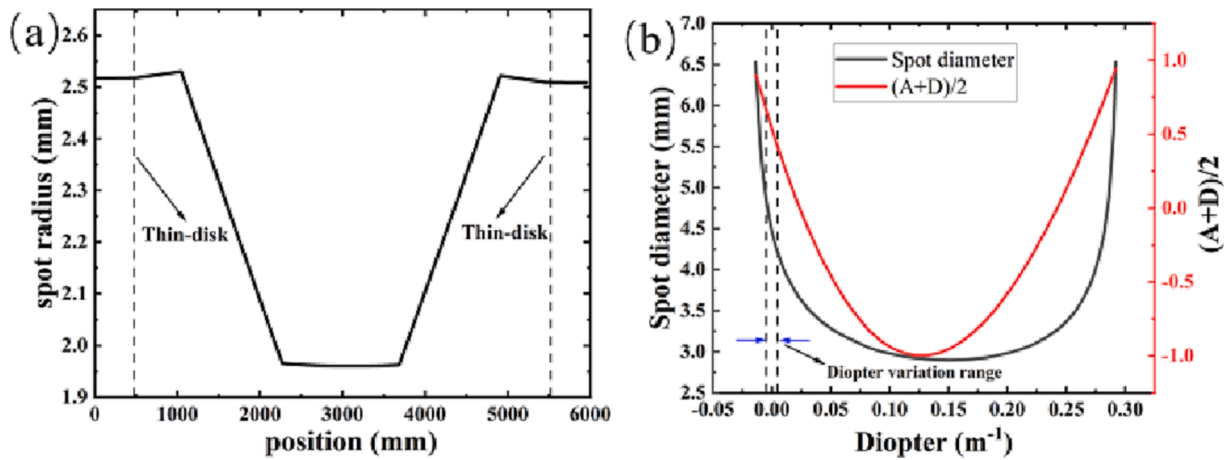 (a)
spot radius (mm)
2.6
2.5
2.4
2.3
2.2
2.1
2.0
1.9
Thin-disk
Thin-disk
0 1000 2000 3000 4000 5000 6000
position (mm)
(b)
Spot diameter (mm)
7.0
6.5
6.0
5.5
5.0
4.5
4.0
3.5
3.0
2.5
Spot diameter
(A+D)/2
Diopter variation range
1.0
0.5
0.0
-0.5
-1.0
(A+D)/2
-0.05 0.00 0.05 0.10 0.15 0.20 0.25 0.30
Diopter (m⁻¹)